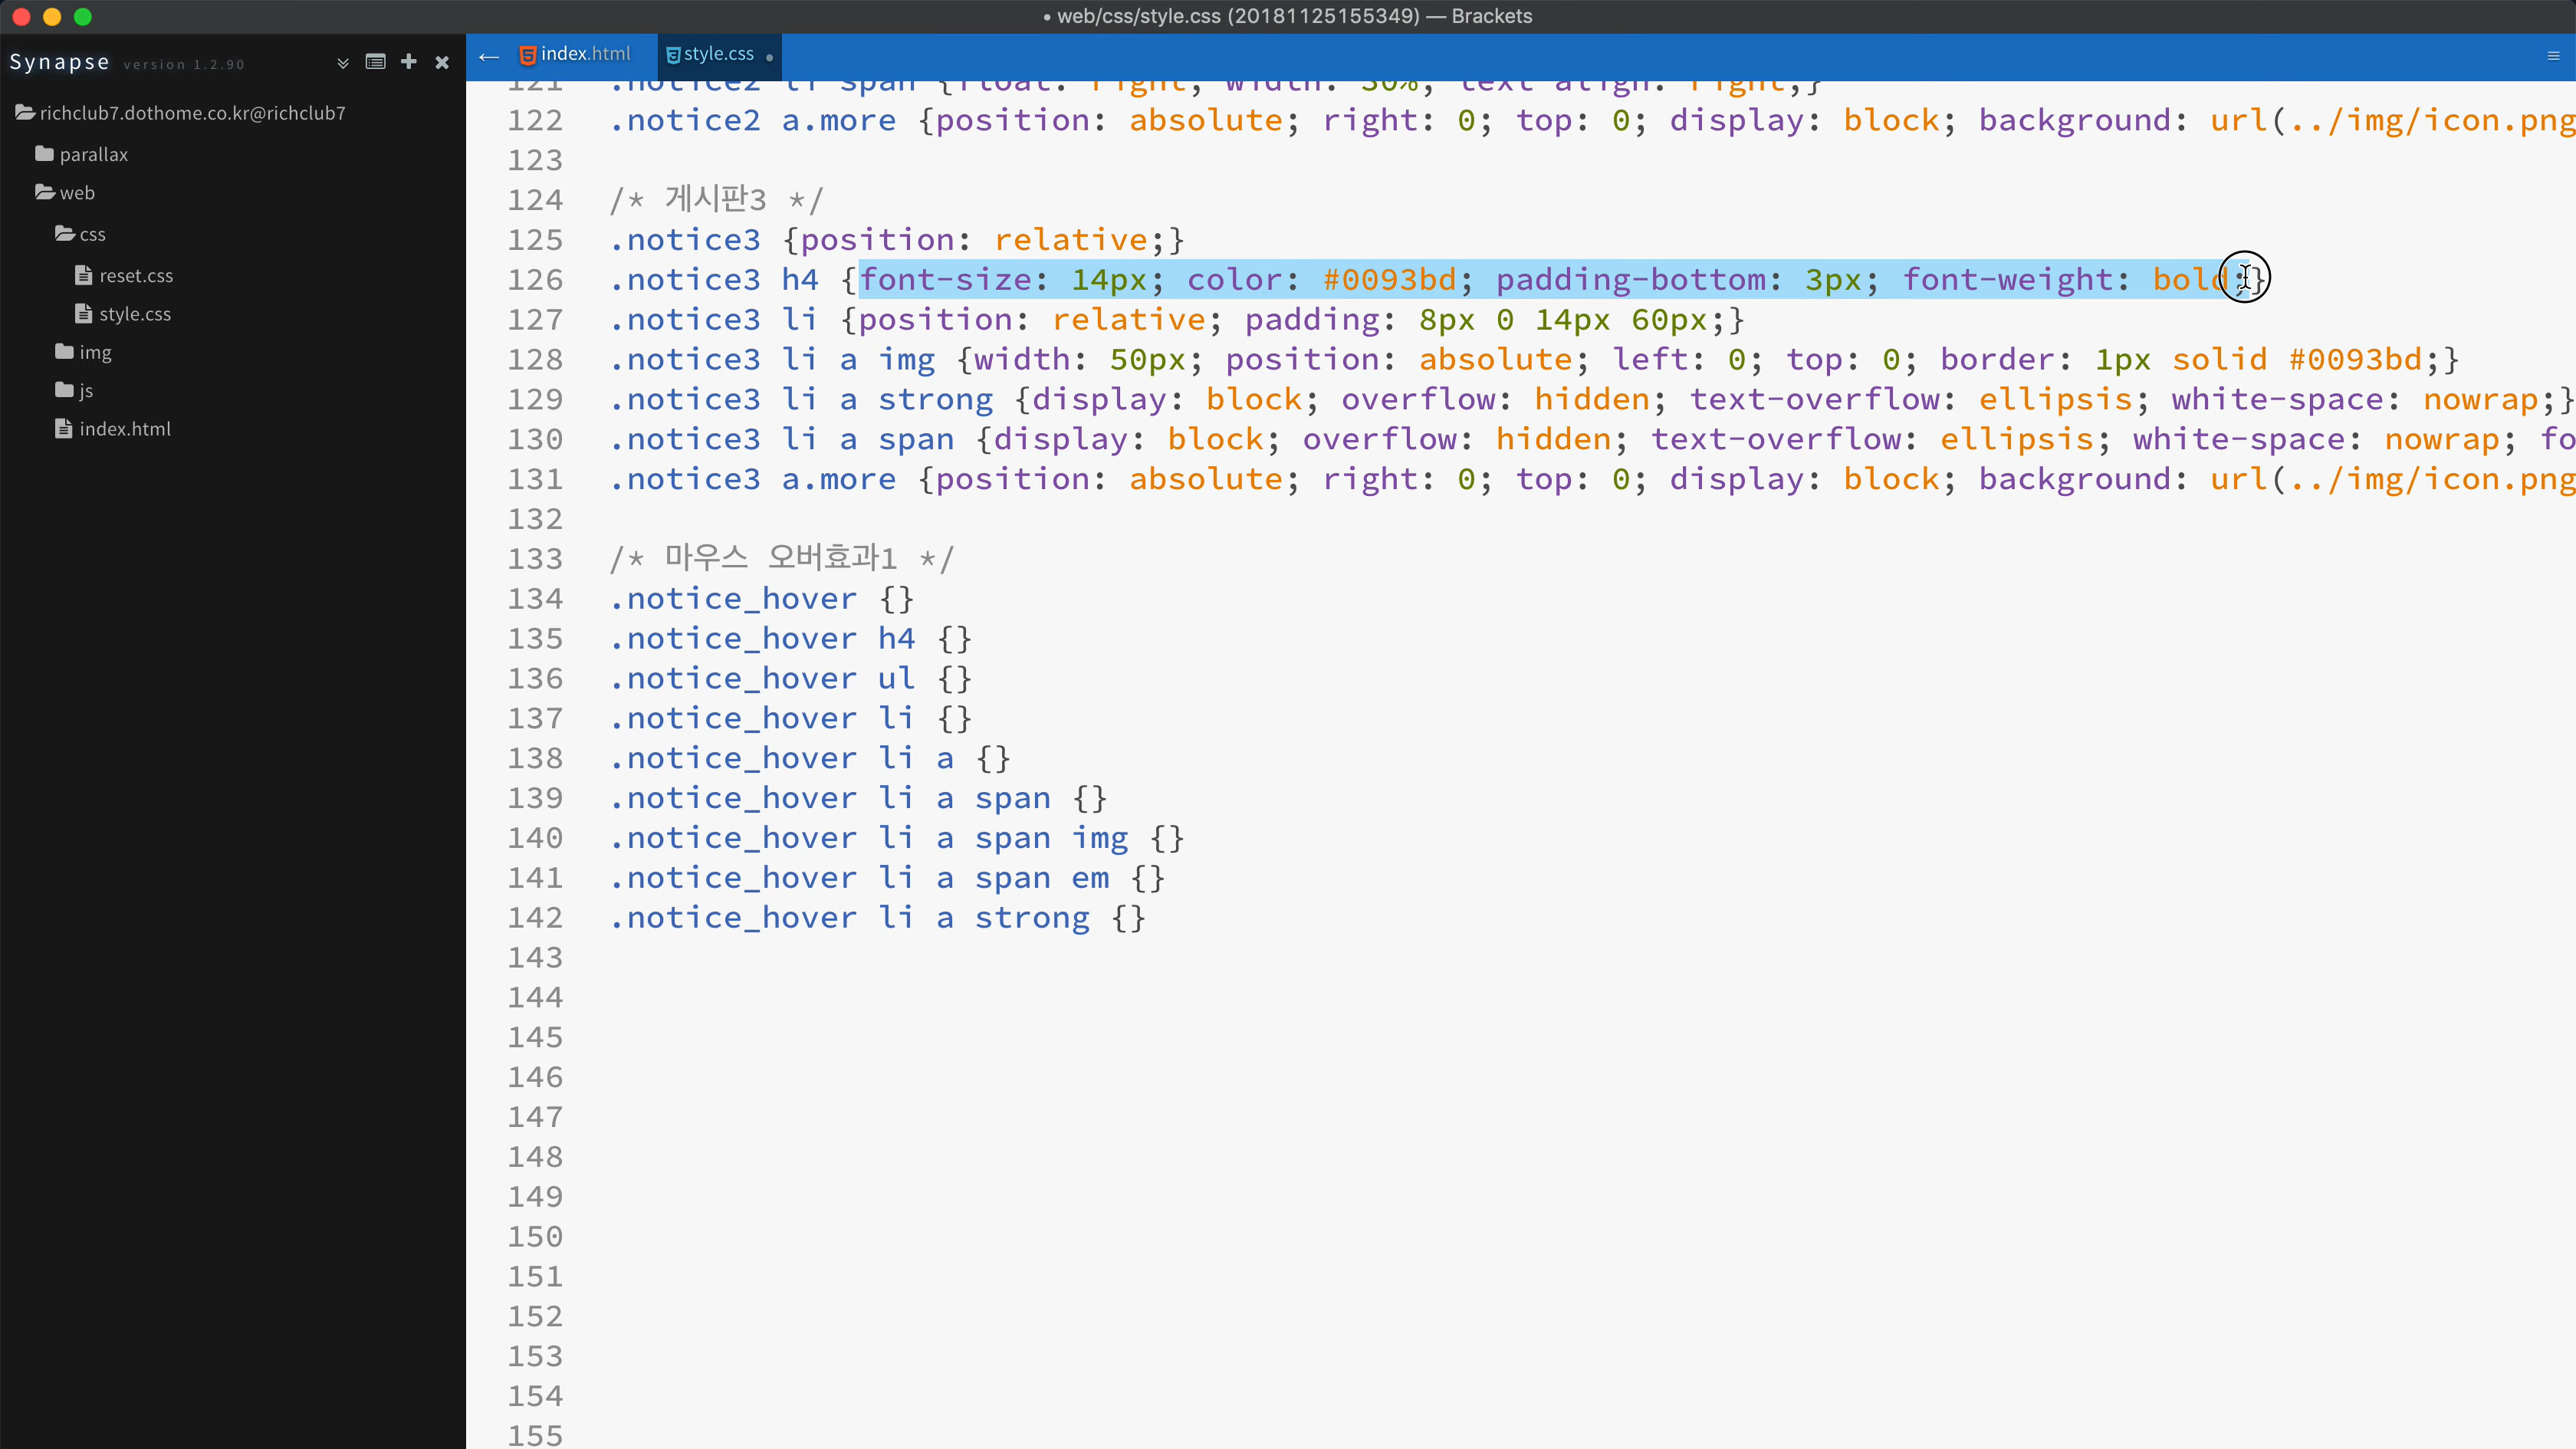 • web/css/style.css (20181125155349) — Brackets
Synapse version 1.2.90
← index.html style.css •
richclub7.dothome.co.kr@richclub7
parallax
web
css
reset.css
style.css
img
js
index.html
121 .notice2 li span {float: right; width: 30%; text-align: right;}
122 .notice2 a.more {position: absolute; right: 0; top: 0; display: block; background: url(../img/icon.png
123
124 /* 게시판3 */
125 .notice3 {position: relative;}
126 .notice3 h4 {font-size: 14px; color: #0093bd; padding-bottom: 3px; font-weight: bold;}
127 .notice3 li {position: relative; padding: 8px 0 14px 60px;}
128 .notice3 li a img {width: 50px; position: absolute; left: 0; top: 0; border: 1px solid #0093bd;}
129 .notice3 li a strong {display: block; overflow: hidden; text-overflow: ellipsis; white-space: nowrap;}
130 .notice3 li a span {display: block; overflow: hidden; text-overflow: ellipsis; white-space: nowrap; fo
131 .notice3 a.more {position: absolute; right: 0; top: 0; display: block; background: url(../img/icon.png
132
133 /* 마우스 오버효과1 */
134 .notice_hover {}
135 .notice_hover h4 {}
136 .notice_hover ul {}
137 .notice_hover li {}
138 .notice_hover li a {}
139 .notice_hover li a span {}
140 .notice_hover li a span img {}
141 .notice_hover li a span em {}
142 .notice_hover li a strong {}
143
144
145
146
147
148
149
150
151
152
153
154
155